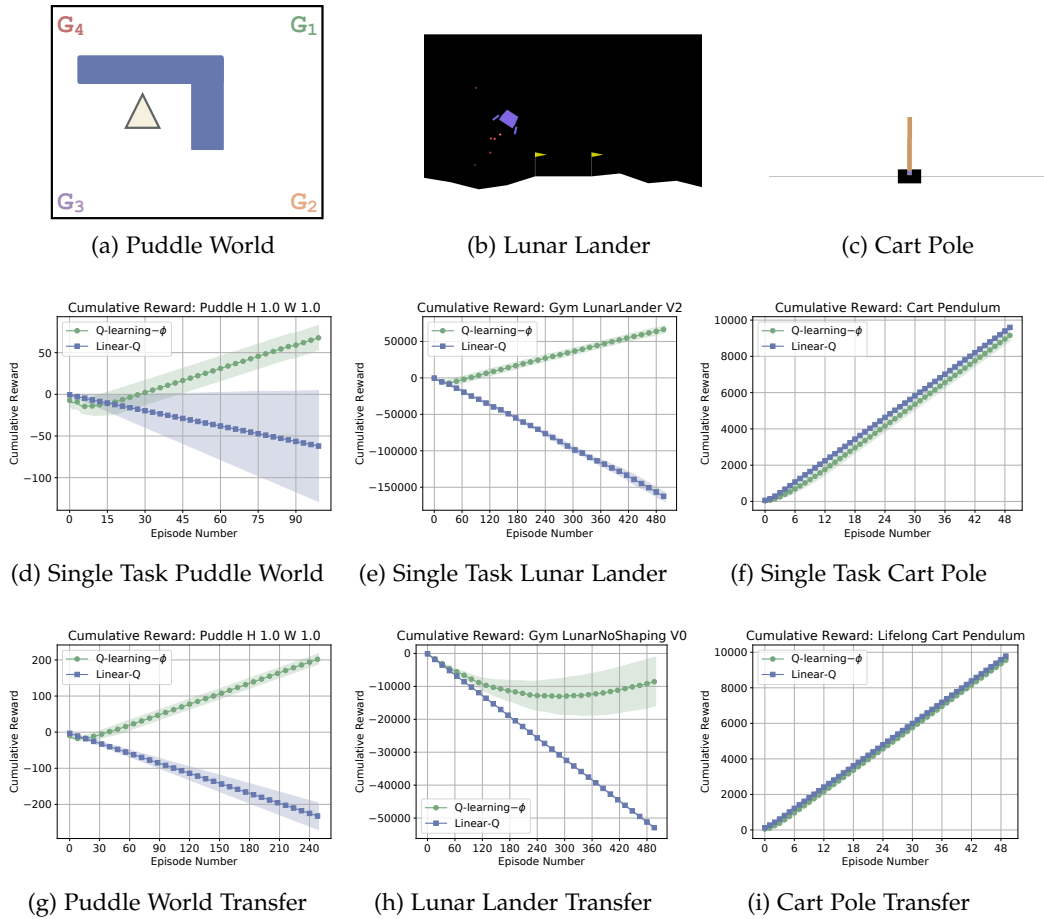 G4 G1
G3 G2
(a) Puddle World
(b) Lunar Lander
(c) Cart Pole
Cumulative Reward: Puddle H 1.0 W 1.0
Q-learning−ϕ
Linear-Q
Cumulative Reward
50
0
−50
−100
0 15 30 45 60 75 90
Episode Number
(d) Single Task Puddle World
Cumulative Reward: Gym LunarLander V2
Q-learning−ϕ
Linear-Q
Cumulative Reward
50000
0
−50000
−100000
−150000
0 60 120 180 240 300 360 420 480
Episode Number
(e) Single Task Lunar Lander
Cumulative Reward: Cart Pendulum
Q-learning−ϕ
Linear-Q
Cumulative Reward
10000
8000
6000
4000
2000
0
0 6 12 18 24 30 36 42 48
Episode Number
(f) Single Task Cart Pole
Cumulative Reward: Puddle H 1.0 W 1.0
Q-learning−ϕ
Linear-Q
Cumulative Reward
200
100
0
−100
−200
0 30 60 90 120 150 180 210 240
Episode Number
(g) Puddle World Transfer
Cumulative Reward: Gym LunarNoShaping V0
Cumulative Reward
0
−10000
−20000
−30000
−40000
−50000
Q-learning−ϕ
Linear-Q
0 60 120 180 240 300 360 420 480
Episode Number
(h) Lunar Lander Transfer
Cumulative Reward: Lifelong Cart Pendulum
Q-learning−ϕ
Linear-Q
Cumulative Reward
10000
8000
6000
4000
2000
0
0 6 12 18 24 30 36 42 48
Episode Number
(i) Cart Pole Transfer